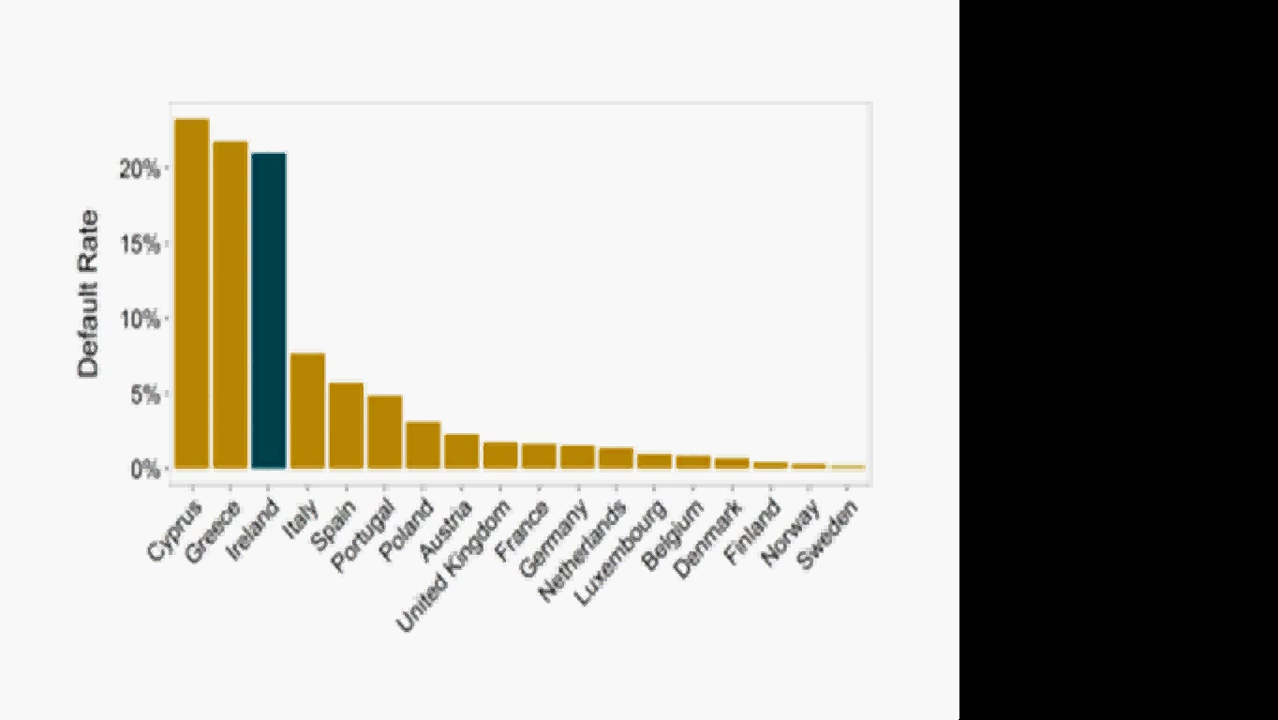 Default Rate
20%
15%
10%
5%
0%
Cyprus
Greece
Ireland
Italy
Spain
Portugal
Poland
Austria
United Kingdom
France
Germany
Netherlands
Luxembourg
Belgium
Denmark
Finland
Norway
Sweden